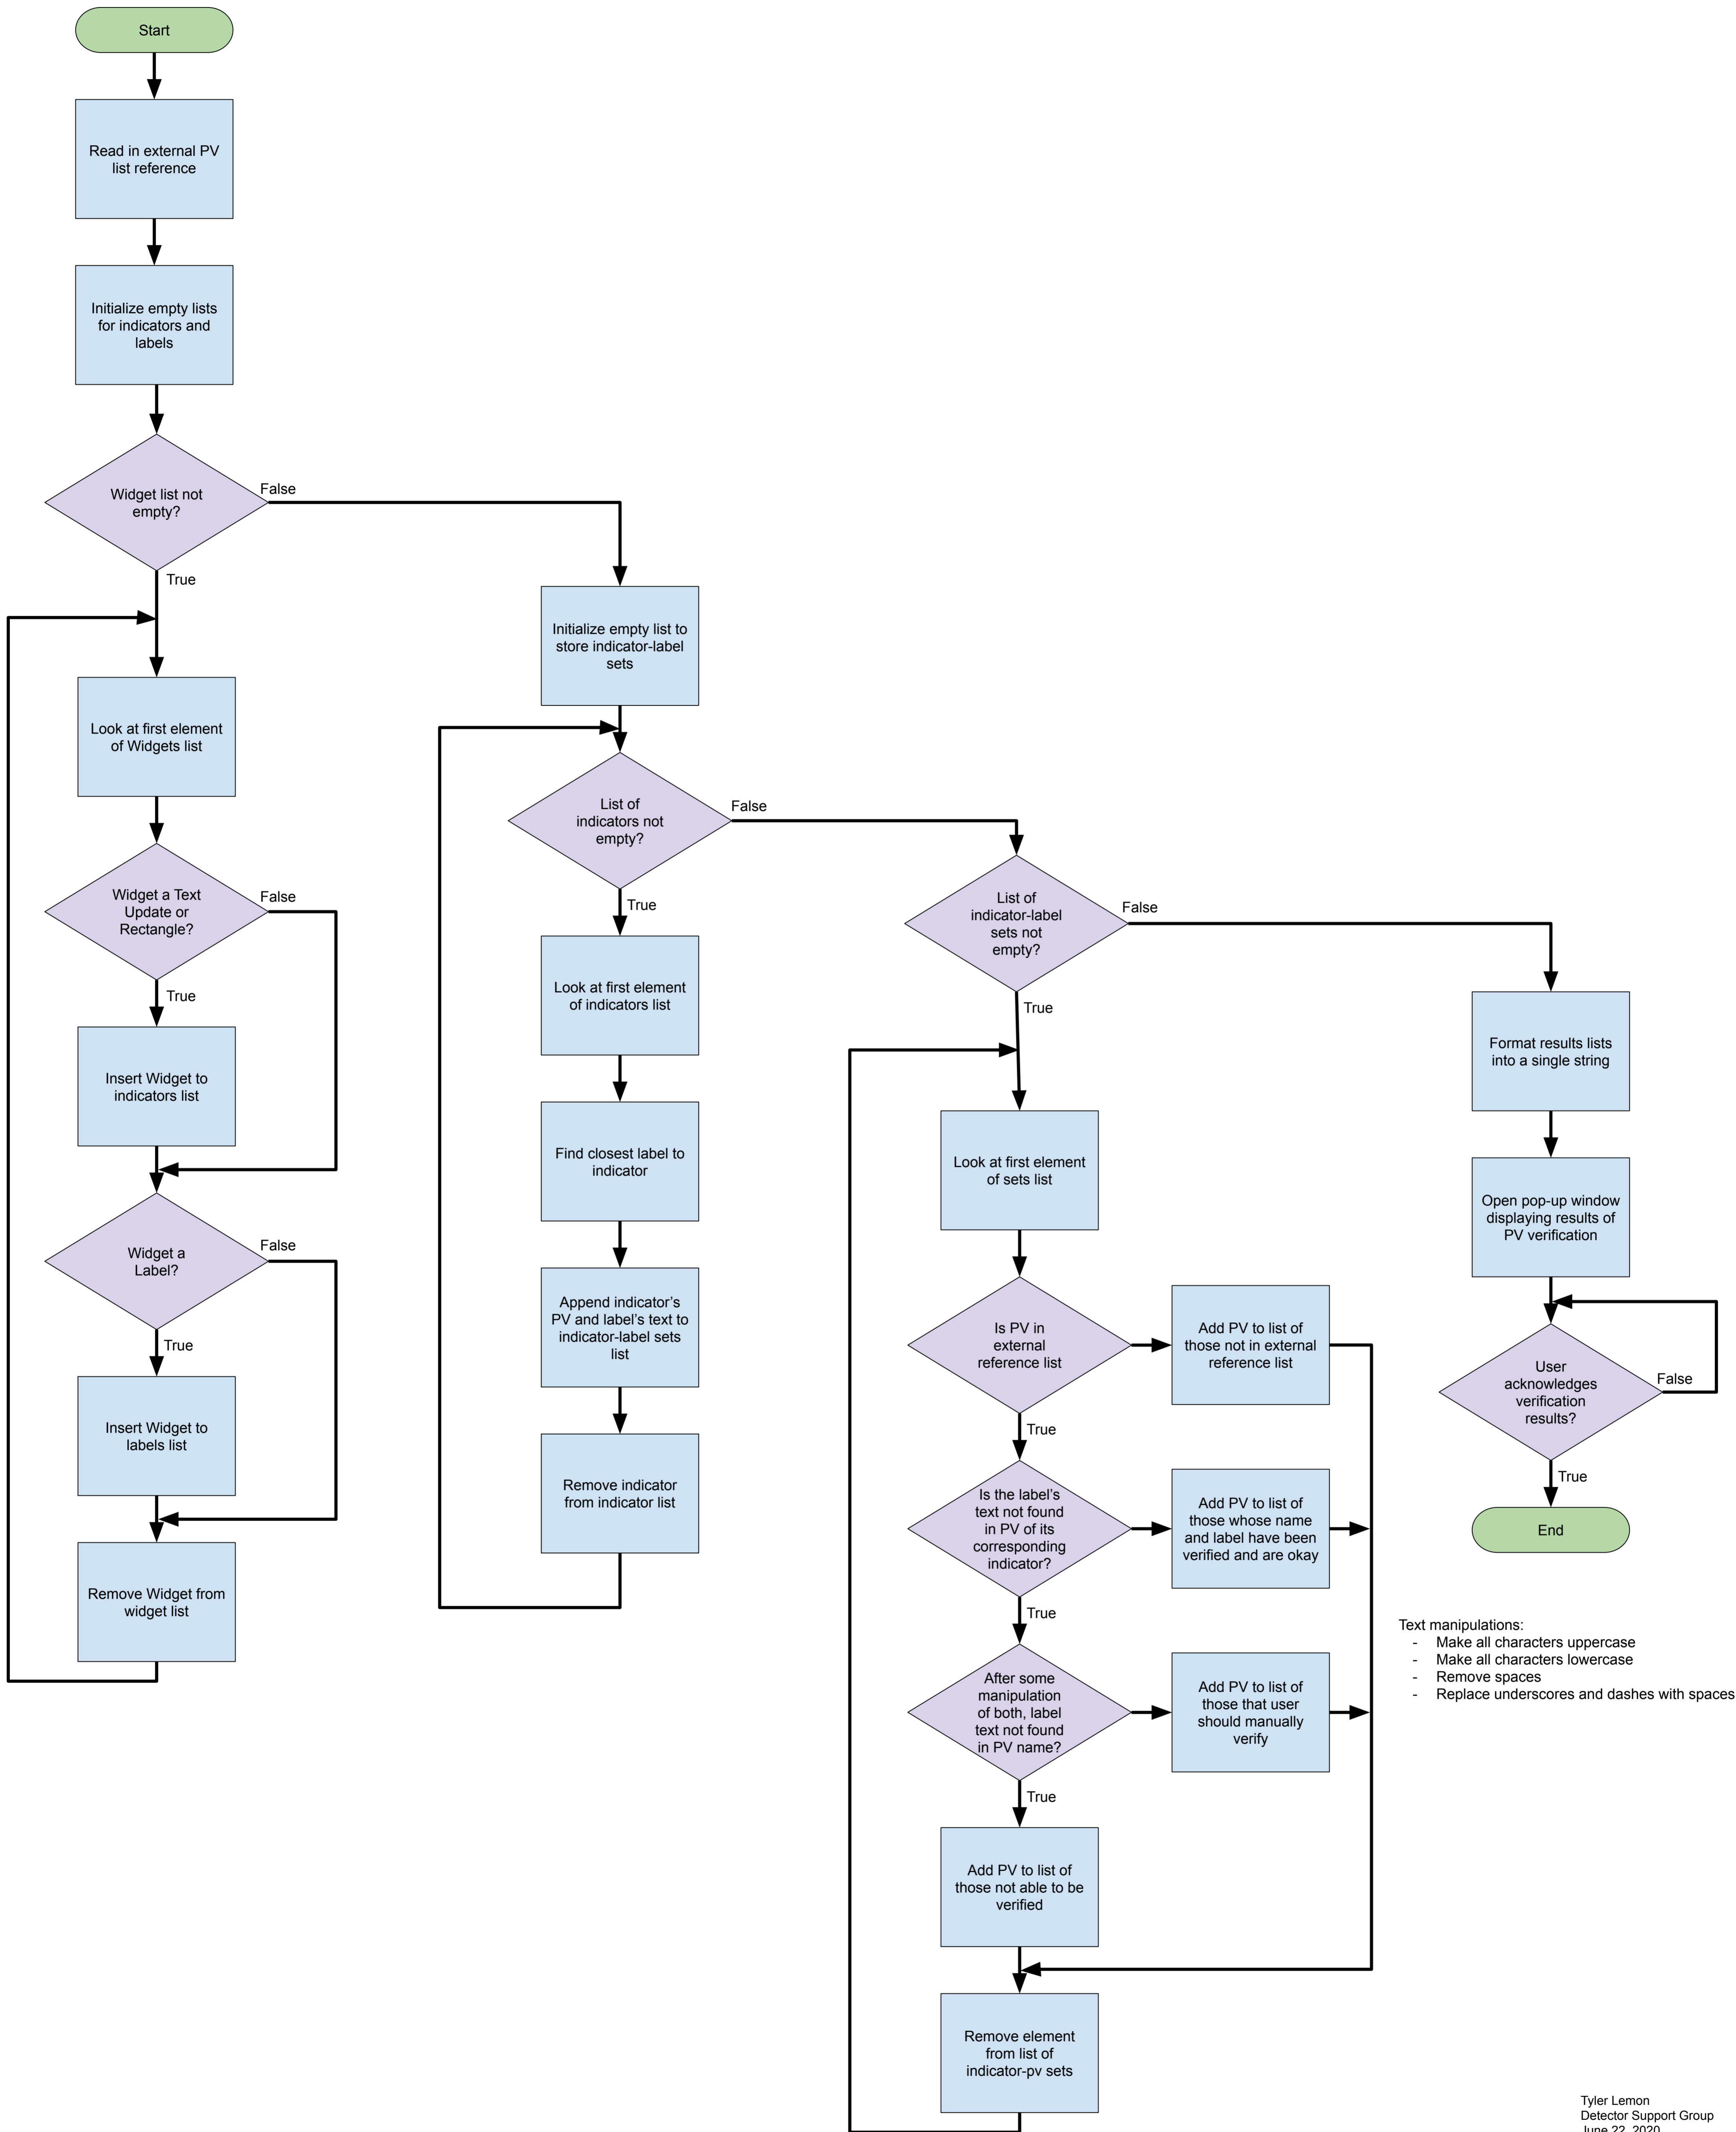 Start
Read in external PV
list reference
Initialize empty lists
for indicators and
labels
Widget list not
empty?
False
True
Look at first element
of Widgets list
Widget a Text
Update or
Rectangle?
False
True
Insert Widget to
indicators list
Widget a
Label?
False
True
Insert Widget to
labels list
Remove Widget from
widget list
Initialize empty list to
store indicator-label
sets
List of
indicators not
empty?
False
True
Look at first element
of indicators list
Find closest label to
indicator
Append indicator’s
PV and label’s text to
indicator-label sets
list
Remove indicator
from indicator list
List of
indicator-label
sets not
empty?
False
True
Look at first element
of sets list
Is PV in
external
reference list
Add PV to list of
those not in external
reference list
True
Is the label’s
text not found
in PV of its
corresponding
indicator?
Add PV to list of
those whose name
and label have been
verified and are okay
True
After some
manipulation
of both, label
text not found
in PV name?
Add PV to list of
those that user
should manually
verify
True
Add PV to list of
those not able to be
verified
Remove element
from list of
indicator-pv sets
Format results lists
into a single string
Open pop-up window
displaying results of
PV verification
User
acknowledges
verification
results?
False
True
End
Text manipulations:
- Make all characters uppercase
- Make all characters lowercase
- Remove spaces
- Replace underscores and dashes with spaces
Tyler Lemon
Detector Support Group
June 22, 2020